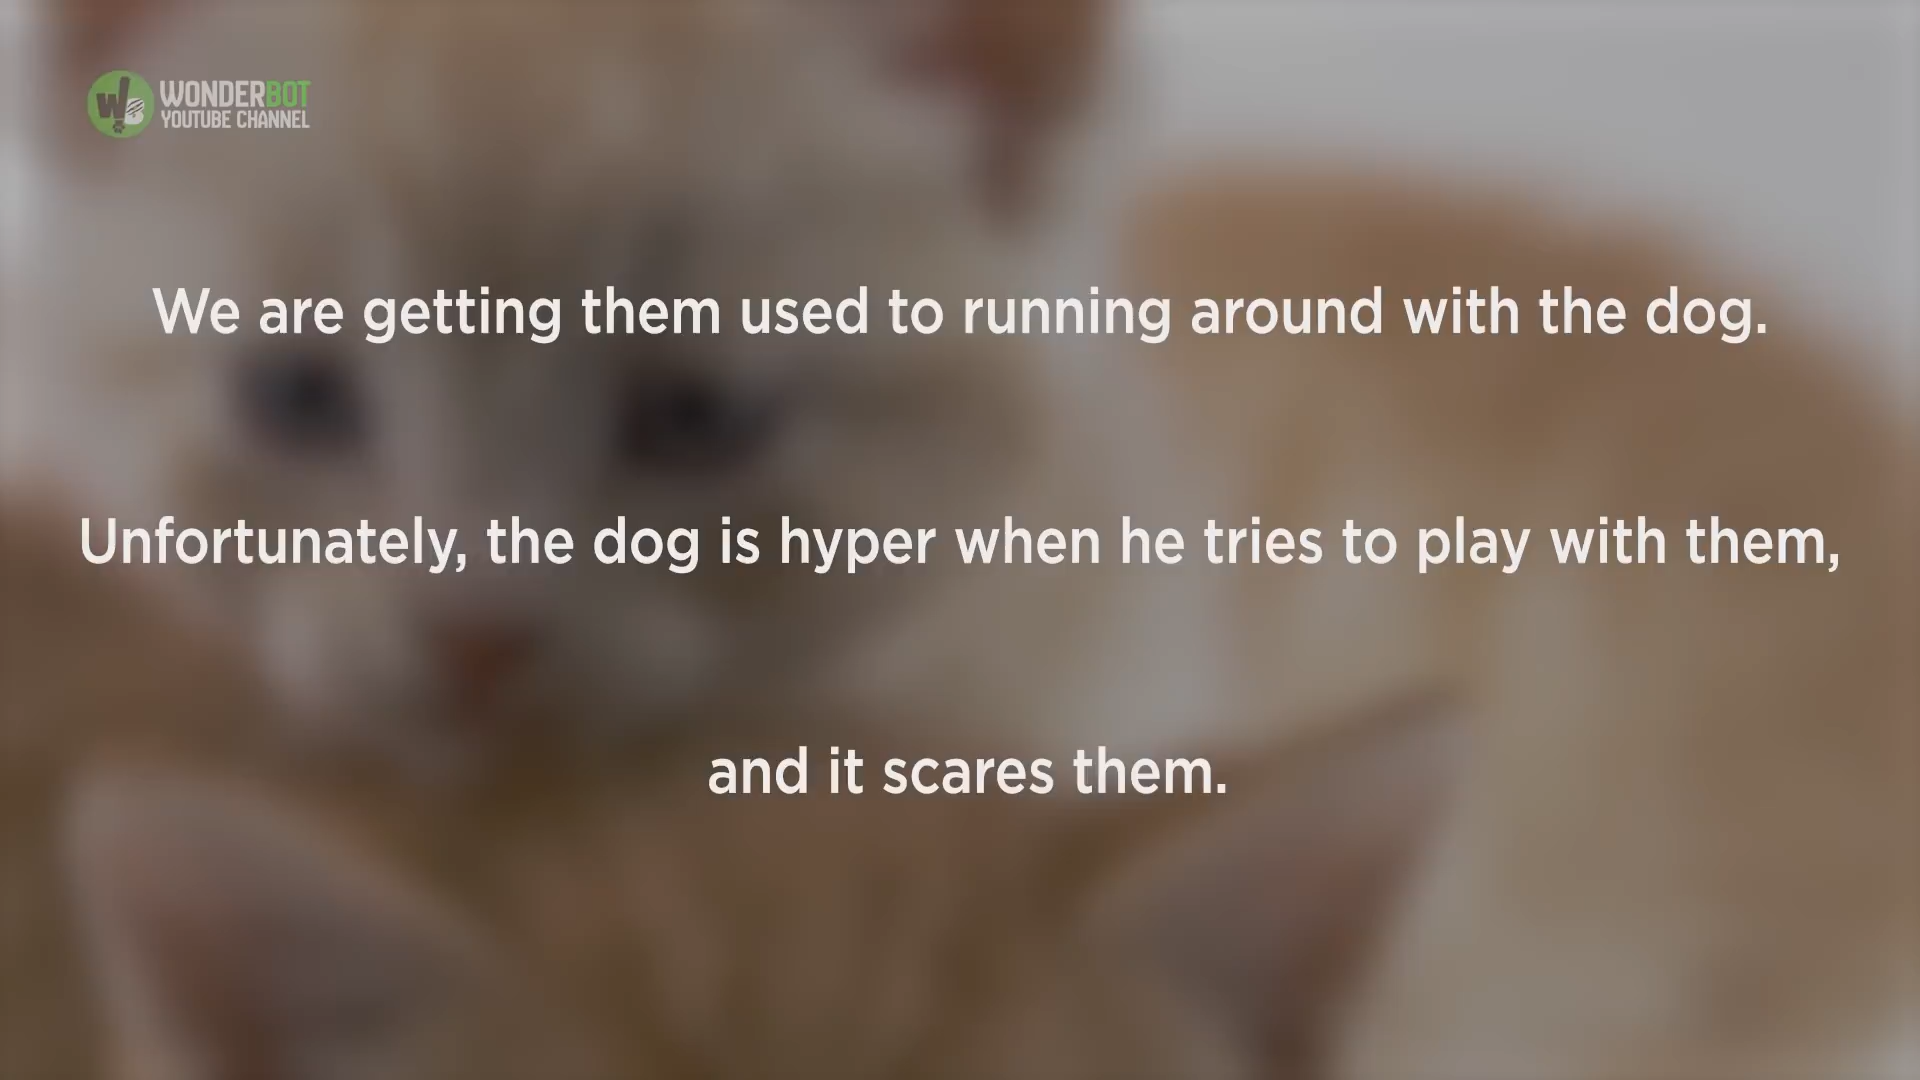 WONDERBOT
YOUTUBE CHANNEL
We are getting them used to running around with the dog.
Unfortunately, the dog is hyper when he tries to play with them,
and it scares them.